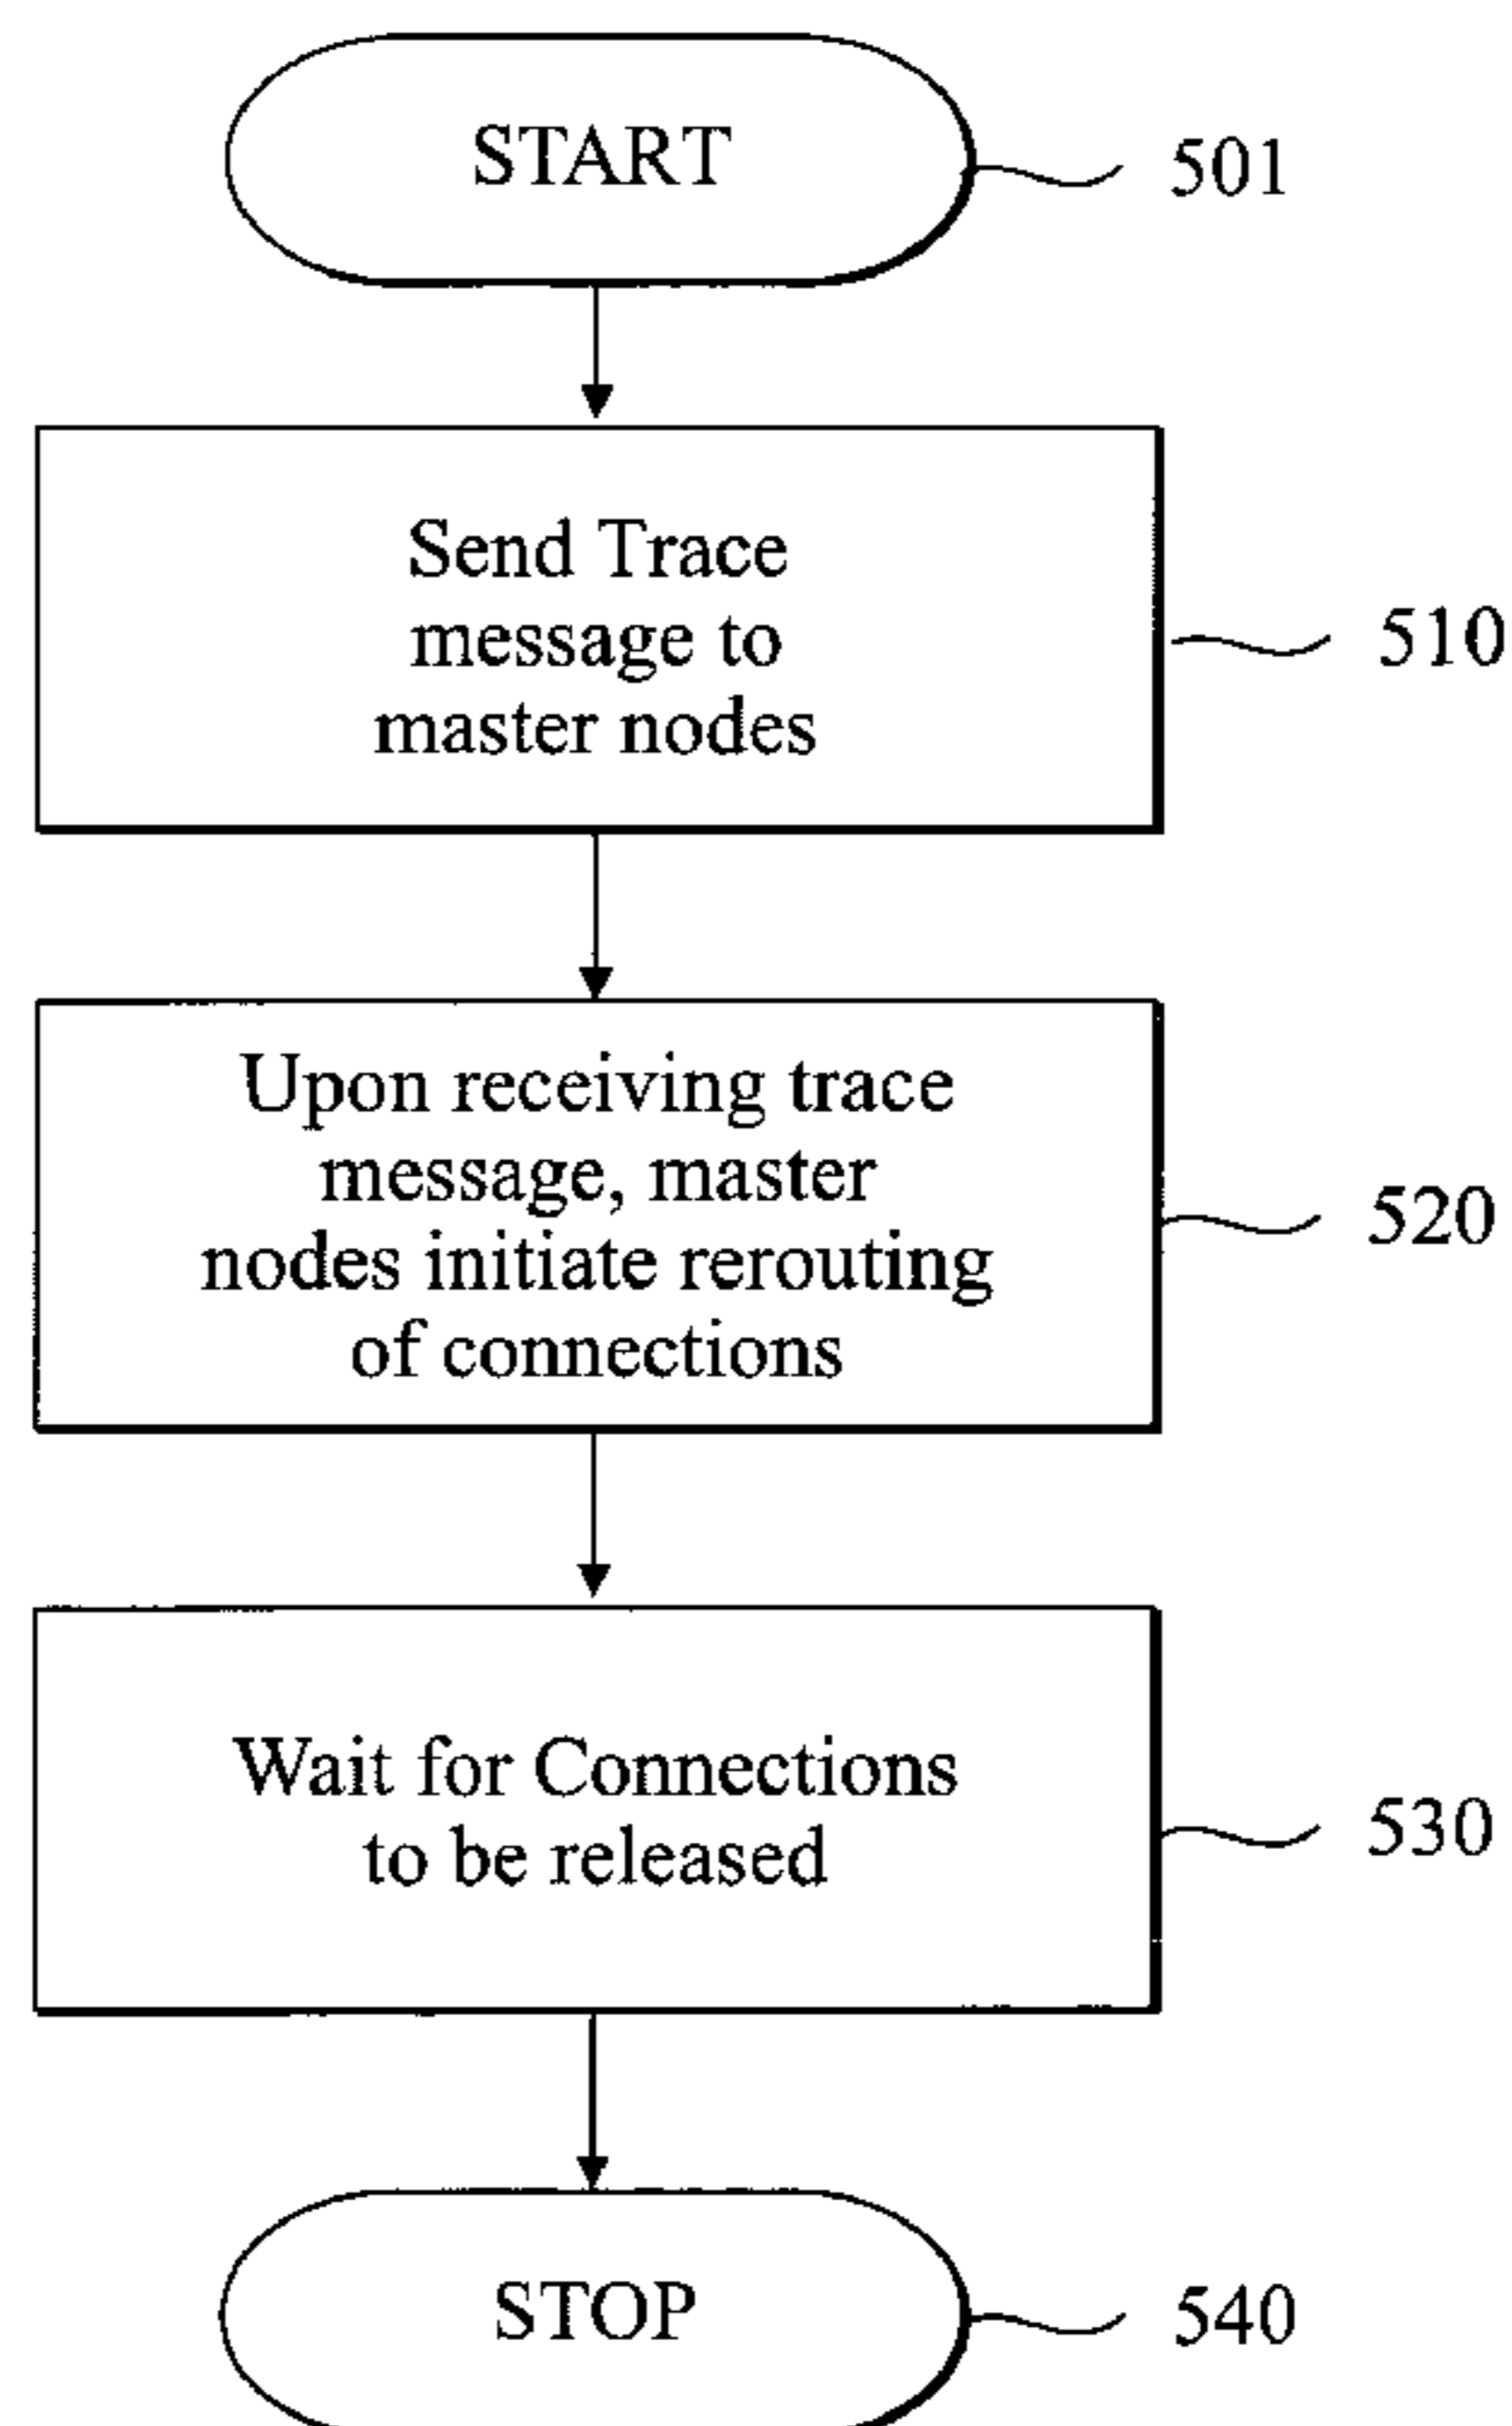 START
501
Send Trace
message to
master nodes
510
Upon receiving trace
message, master
nodes initiate rerouting
of connections
520
Wait for Connections
to be released
530
STOP
540